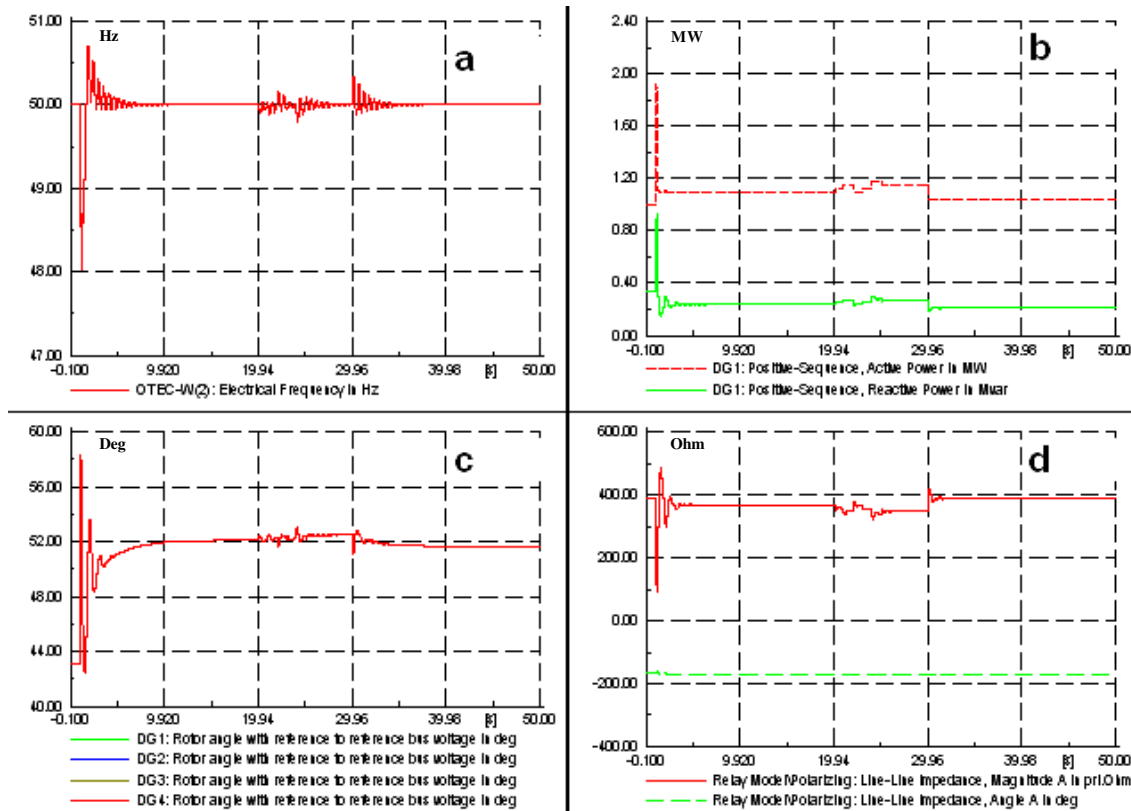 51.00
Hz
a
50.00
49.00
48.00
47.00
-0.100 9.920 19.94 29.96 39.98 [s] 50.00
OTEC-W(2): Electrical Frequency in Hz
2.40
MW
b
2.00
1.60
1.20
0.80
0.40
0.00
-0.100 9.920 19.94 29.96 39.98 [s] 50.00
DG1: Positive-Sequence, Active Power in MW
DG1: Positive-Sequence, Reactive Power in Mvar
60.00
Deg
c
56.00
52.00
48.00
44.00
40.00
-0.100 9.920 19.94 29.96 39.98 [s] 50.00
DG1: Rotor angle with reference to reference bus voltage in deg
DG2: Rotor angle with reference to reference bus voltage in deg
DG3: Rotor angle with reference to reference bus voltage in deg
DG4: Rotor angle with reference to reference bus voltage in deg
600.00
Ohm
d
400.00
200.00
0.00
-200.00
-400.00
-0.100 9.920 19.94 29.96 39.98 [s] 50.00
Relay Model\Polarizing: Line-Line Impedance, Magnitude A in pri.Ohm
Relay Model\Polarizing: Line-Line Impedance, Angle A in deg